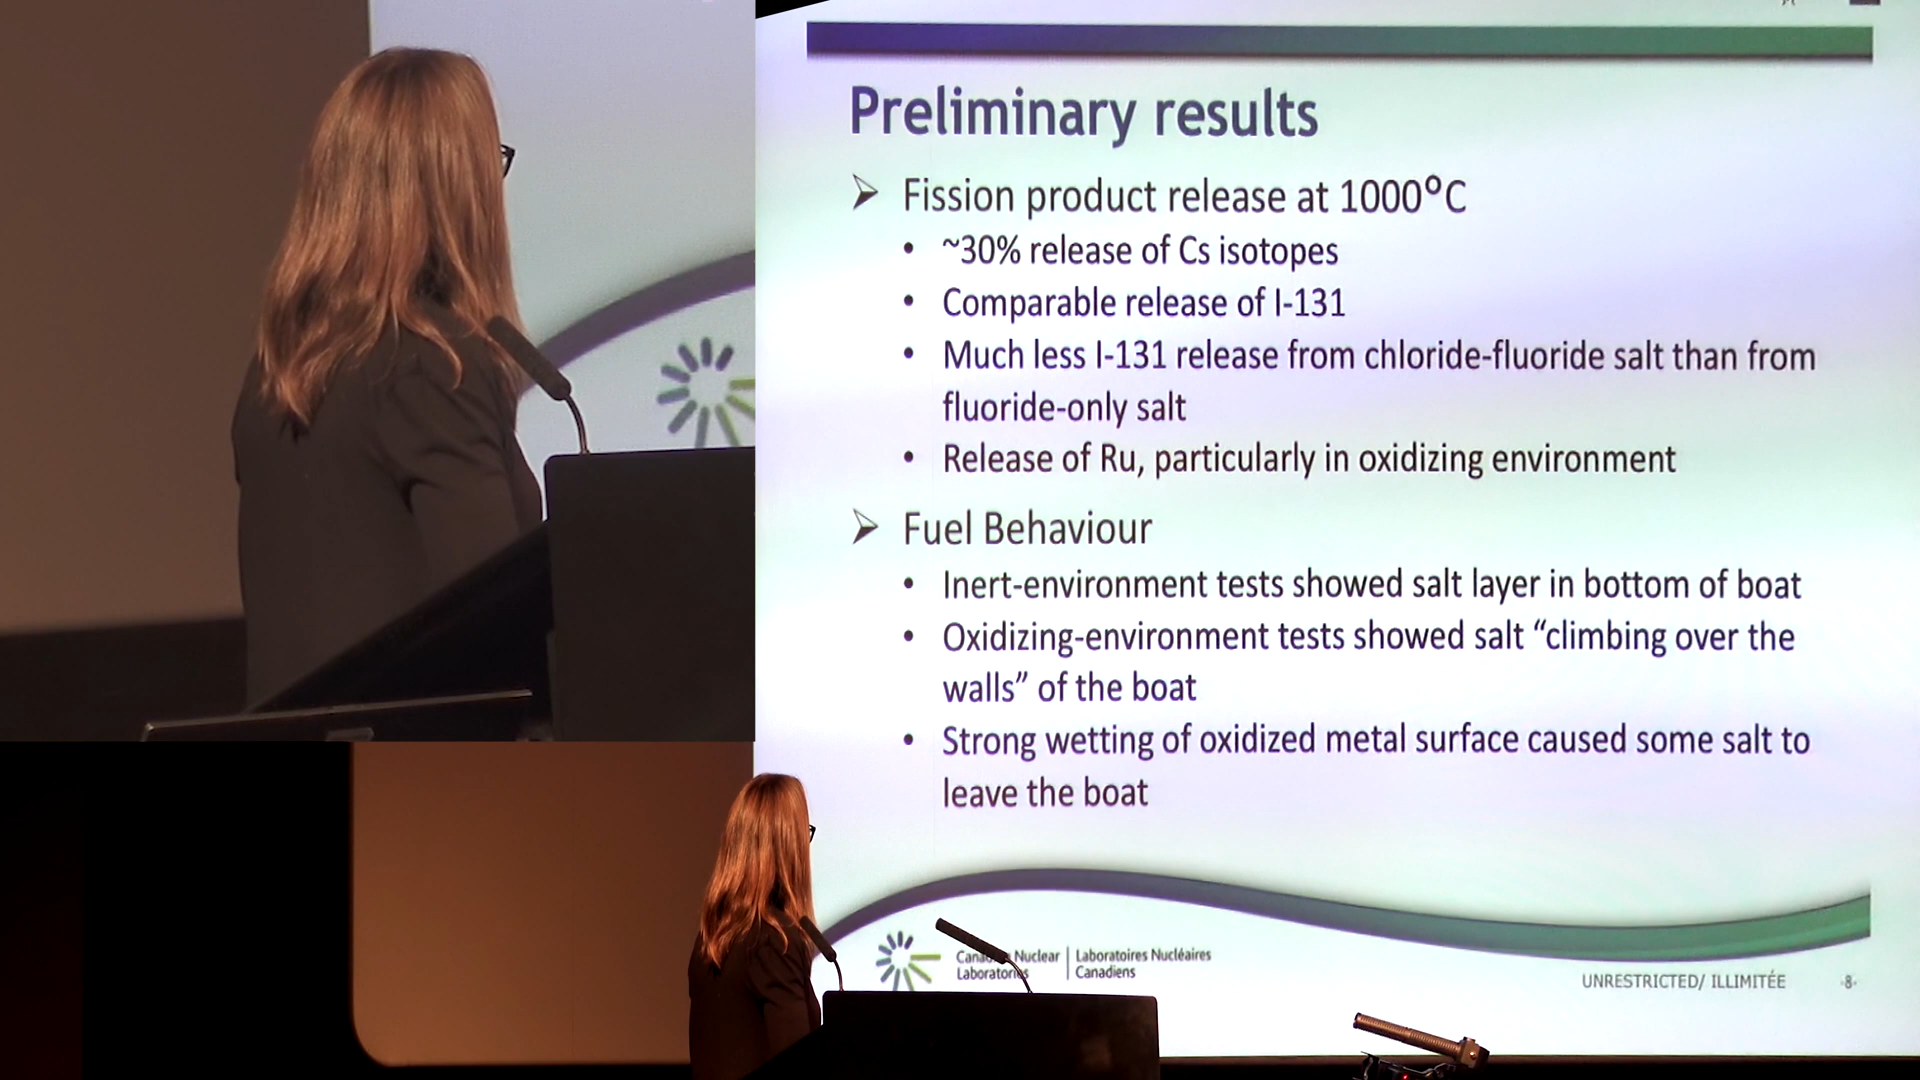 Preliminary results
Fission product release at 1000°C
~30% release of Cs isotopes
Comparable release of I-131
Much less I-131 release from chloride-fluoride salt than from
fluoride-only salt
Release of Ru, particularly in oxidizing environment
Fuel Behaviour
Inert-environment tests showed salt layer in bottom of boat
Oxidizing-environment tests showed salt “climbing over the
walls” of the boat
Strong wetting of oxidized metal surface caused some salt to
leave the boat
Nuclear | Laboratoires Nucléaires
Laboratories | Canadiens
UNRESTRICTED/ ILLIMITÉE -8-